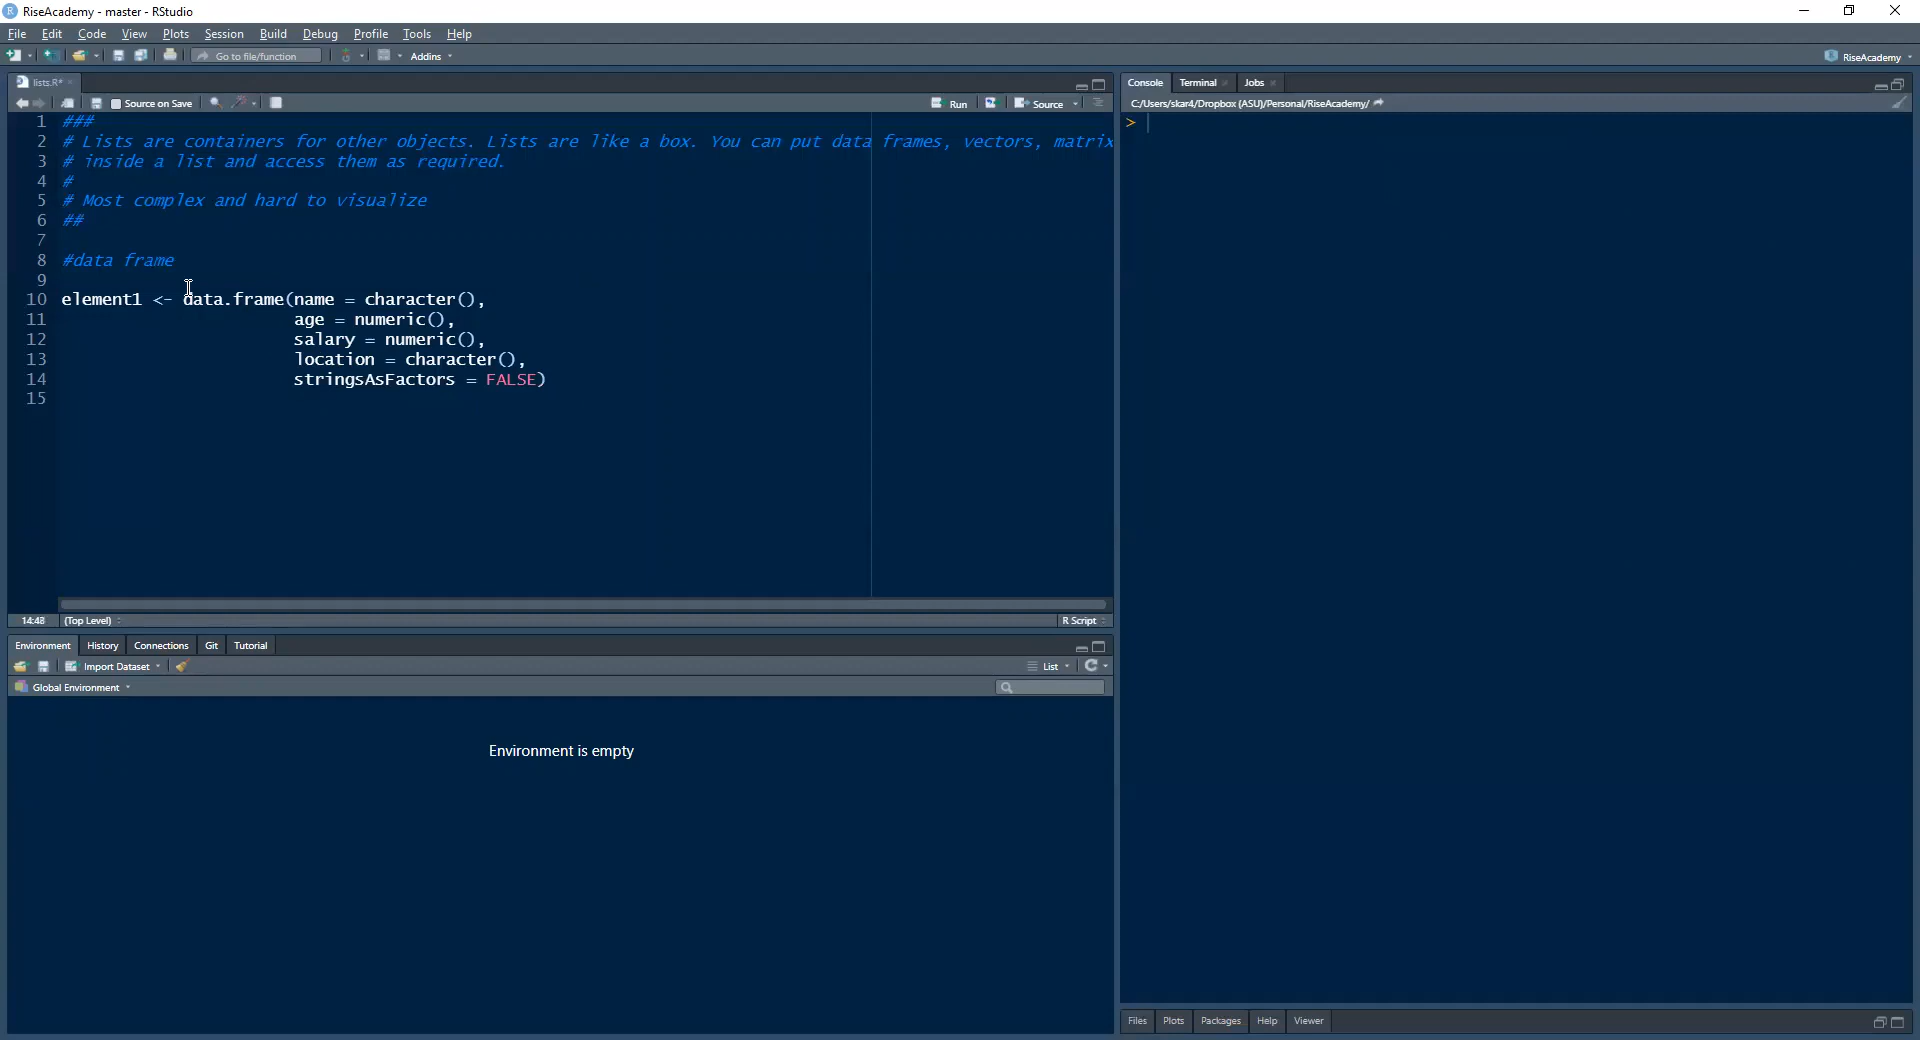 RiseAcademy - master - RStudio
File Edit Code View Plots Session Build Debug Profile Tools Help
Go to file/function Addins RiseAcademy
lists.R*
Source on Save Run Source
1 ###
2 # Lists are containers for other objects. Lists are like a box. You can put data frames, vectors, matrix
3 # inside a list and access them as required.
4 #
5 # Most complex and hard to visualize
6 ##
7
8 #data frame
9
10 element1 <- data.frame(name = character(),
11 age = numeric(),
12 salary = numeric(),
13 location = character(),
14 stringsAsFactors = FALSE)
15
14:48 (Top Level) R Script
Environment History Connections Git Tutorial
Import Dataset List
Global Environment
Environment is empty
Console Terminal Jobs
C:/Users/skar4/Dropbox (ASU)/Personal/RiseAcademy/
>
Files Plots Packages Help Viewer